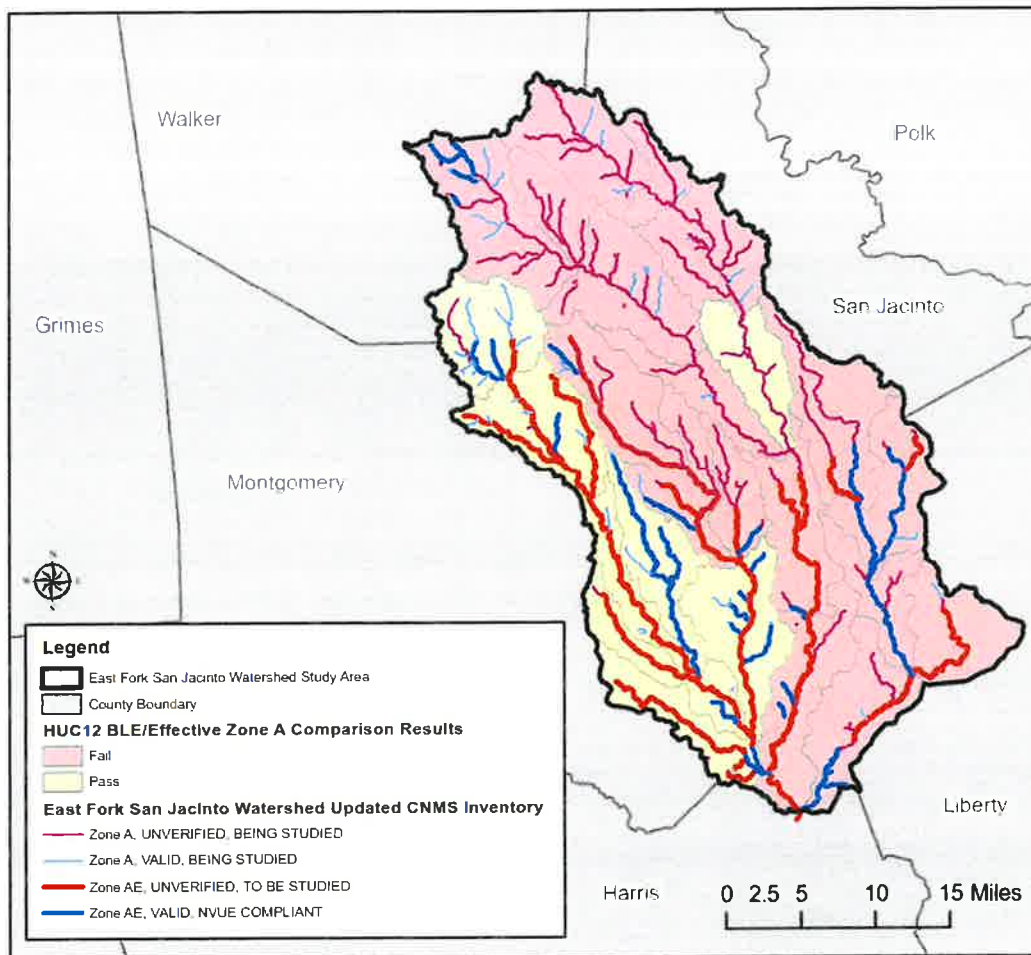 Walker
Polk
San Jacinto
Grimes
Montgomery
Legend
East Fork San Jacinto Watershed Study Area
County Boundary
HUC12 BLE/Effective Zone A Comparison Results
Fail
Pass
East Fork San Jacinto Watershed Updated CNMS Inventory
Zone A, UNVERIFIED, BEING STUDIED
Zone A, VALID, BEING STUDIED
Zone AE, UNVERIFIED, TO BE STUDIED
Zone AE, VALID, NVUE COMPLIANT
Liberty
Harris
0 2.5 5 10 15 Miles